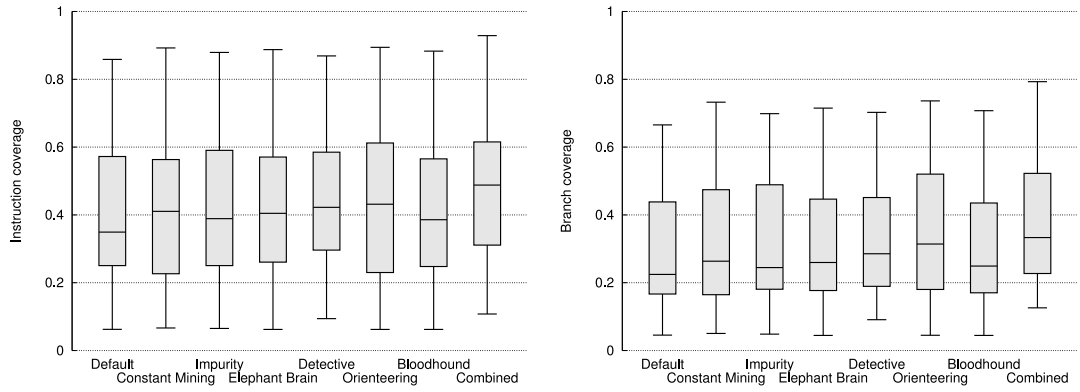 Instruction coverage
1
0.8
0.6
0.4
0.2
0
Default Impurity Detective Bloodhound
Constant Mining Elephant Brain Orienteering Combined
Branch coverage
1
0.8
0.6
0.4
0.2
0
Default Impurity Detective Bloodhound
Constant Mining Elephant Brain Orienteering Combined